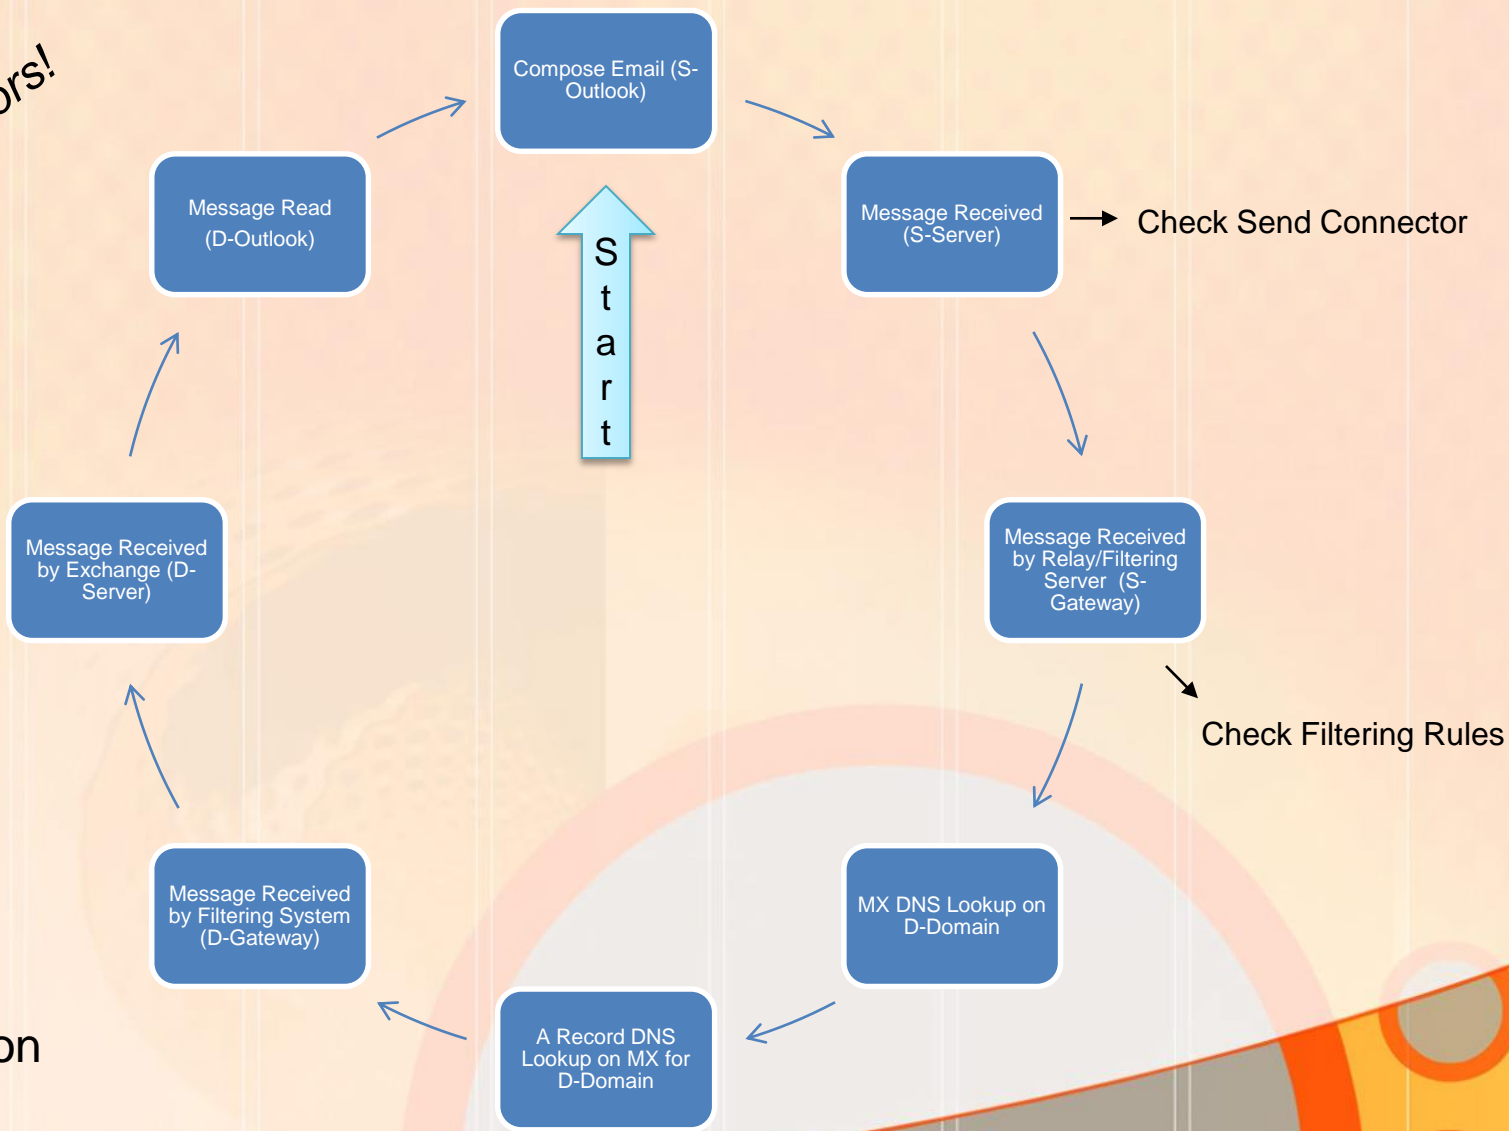 Compose Email (S-
Outlook)
Message Received
(S-Server)
Check Send Connector
Message Received
by Relay/Filtering
Server (S-
Gateway)
Check Filtering Rules
MX DNS Lookup on
D-Domain
A Record DNS
Lookup on MX for
D-Domain
Message Received
by Filtering System
(D-Gateway)
Message Received
by Exchange (D-
Server)
Message Read
(D-Outlook)
S
t
a
r
t